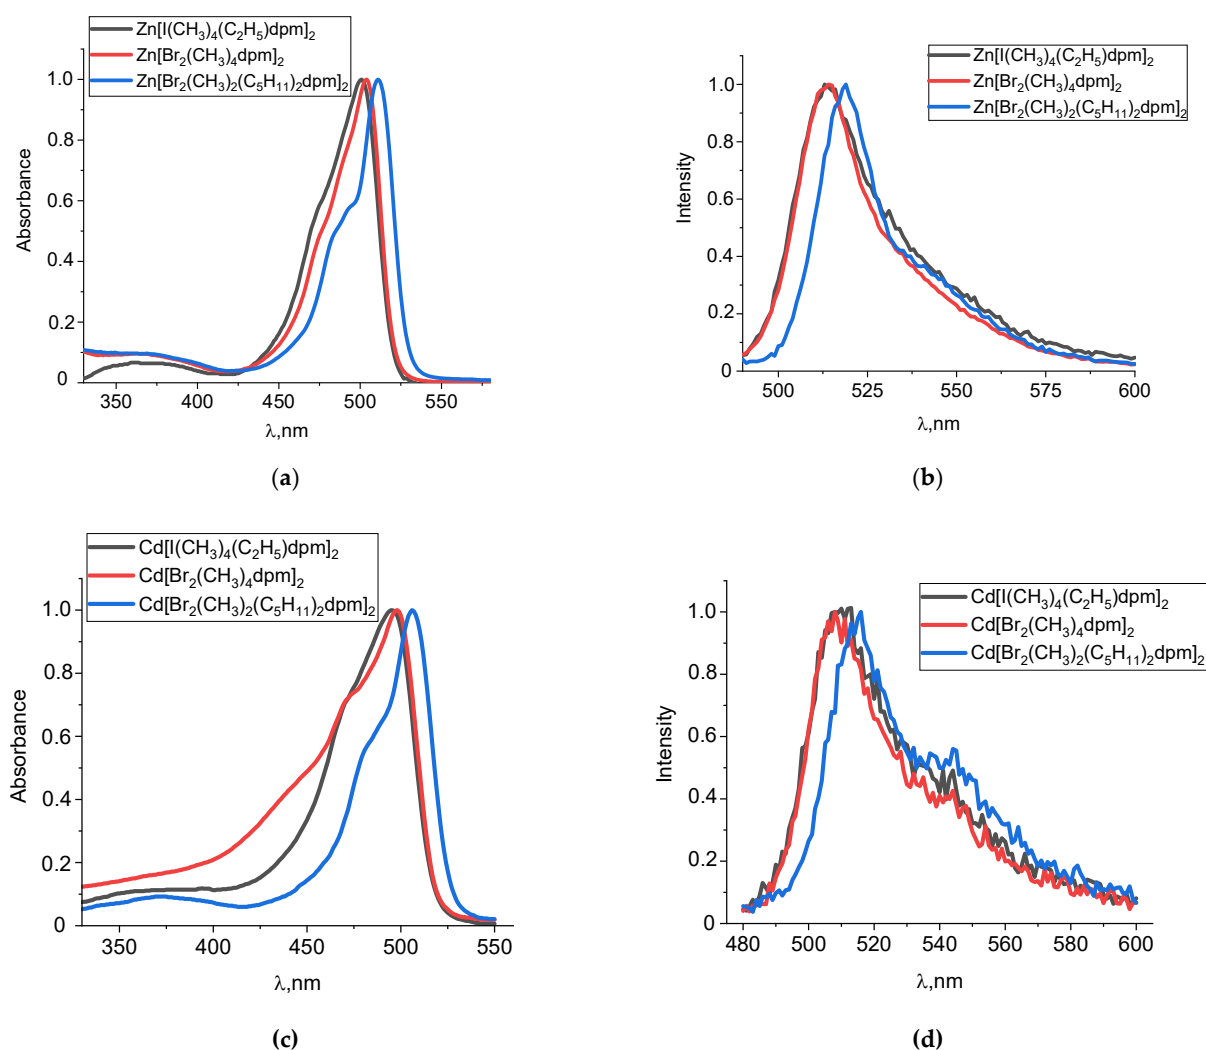 Zn[I(CH₃)₄(C₂H₅)dpm]₂
Zn[Br₂(CH₃)₄dpm]₂
Zn[Br₂(CH₃)₂(C₅H₁₁)₂dpm]₂
1.0
0.8
0.6
0.4
0.2
0
Absorbance
350 400 450 500 550
λ,nm
(a)
Zn[I(CH₃)₄(C₂H₅)dpm]₂
Zn[Br₂(CH₃)₄dpm]₂
Zn[Br₂(CH₃)₂(C₅H₁₁)₂dpm]₂
1.0
0.8
0.6
0.4
0.2
0
Intensity
500 525 550 575 600
λ,nm
(b)
Cd[I(CH₃)₄(C₂H₅)dpm]₂
Cd[Br₂(CH₃)₄dpm]₂
Cd[Br₂(CH₃)₂(C₅H₁₁)₂dpm]₂
1.0
0.8
0.6
0.4
0.2
0
Absorbance
350 400 450 500 550
λ,nm
(c)
Cd[I(CH₃)₄(C₂H₅)dpm]₂
Cd[Br₂(CH₃)₄dpm]₂
Cd[Br₂(CH₃)₂(C₅H₁₁)₂dpm]₂
1.0
0.8
0.6
0.4
0.2
0
Intensity
480 500 520 540 560 580 600
λ,nm
(d)